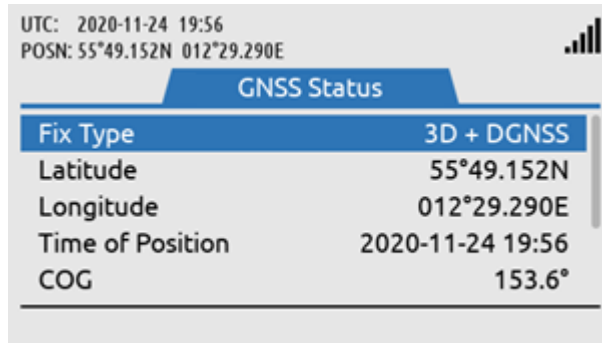 UTC: 2020-11-24 19:56
POSN: 55°49.152N 012°29.290E
GNSS Status
Fix Type 3D + DGNSS
Latitude 55°49.152N
Longitude 012°29.290E
Time of Position 2020-11-24 19:56
COG 153.6°